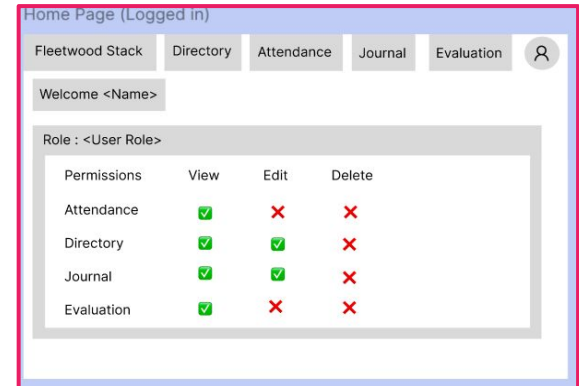 Home Page (Logged in)
Fleetwood Stack Directory Attendance Journal Evaluation
Welcome <Name>
Role : <User Role>
Permissions View Edit Delete
Attendance ✅ ❌ ❌
Directory ✅ ✅ ❌
Journal ✅ ✅ ❌
Evaluation ✅ ❌ ❌